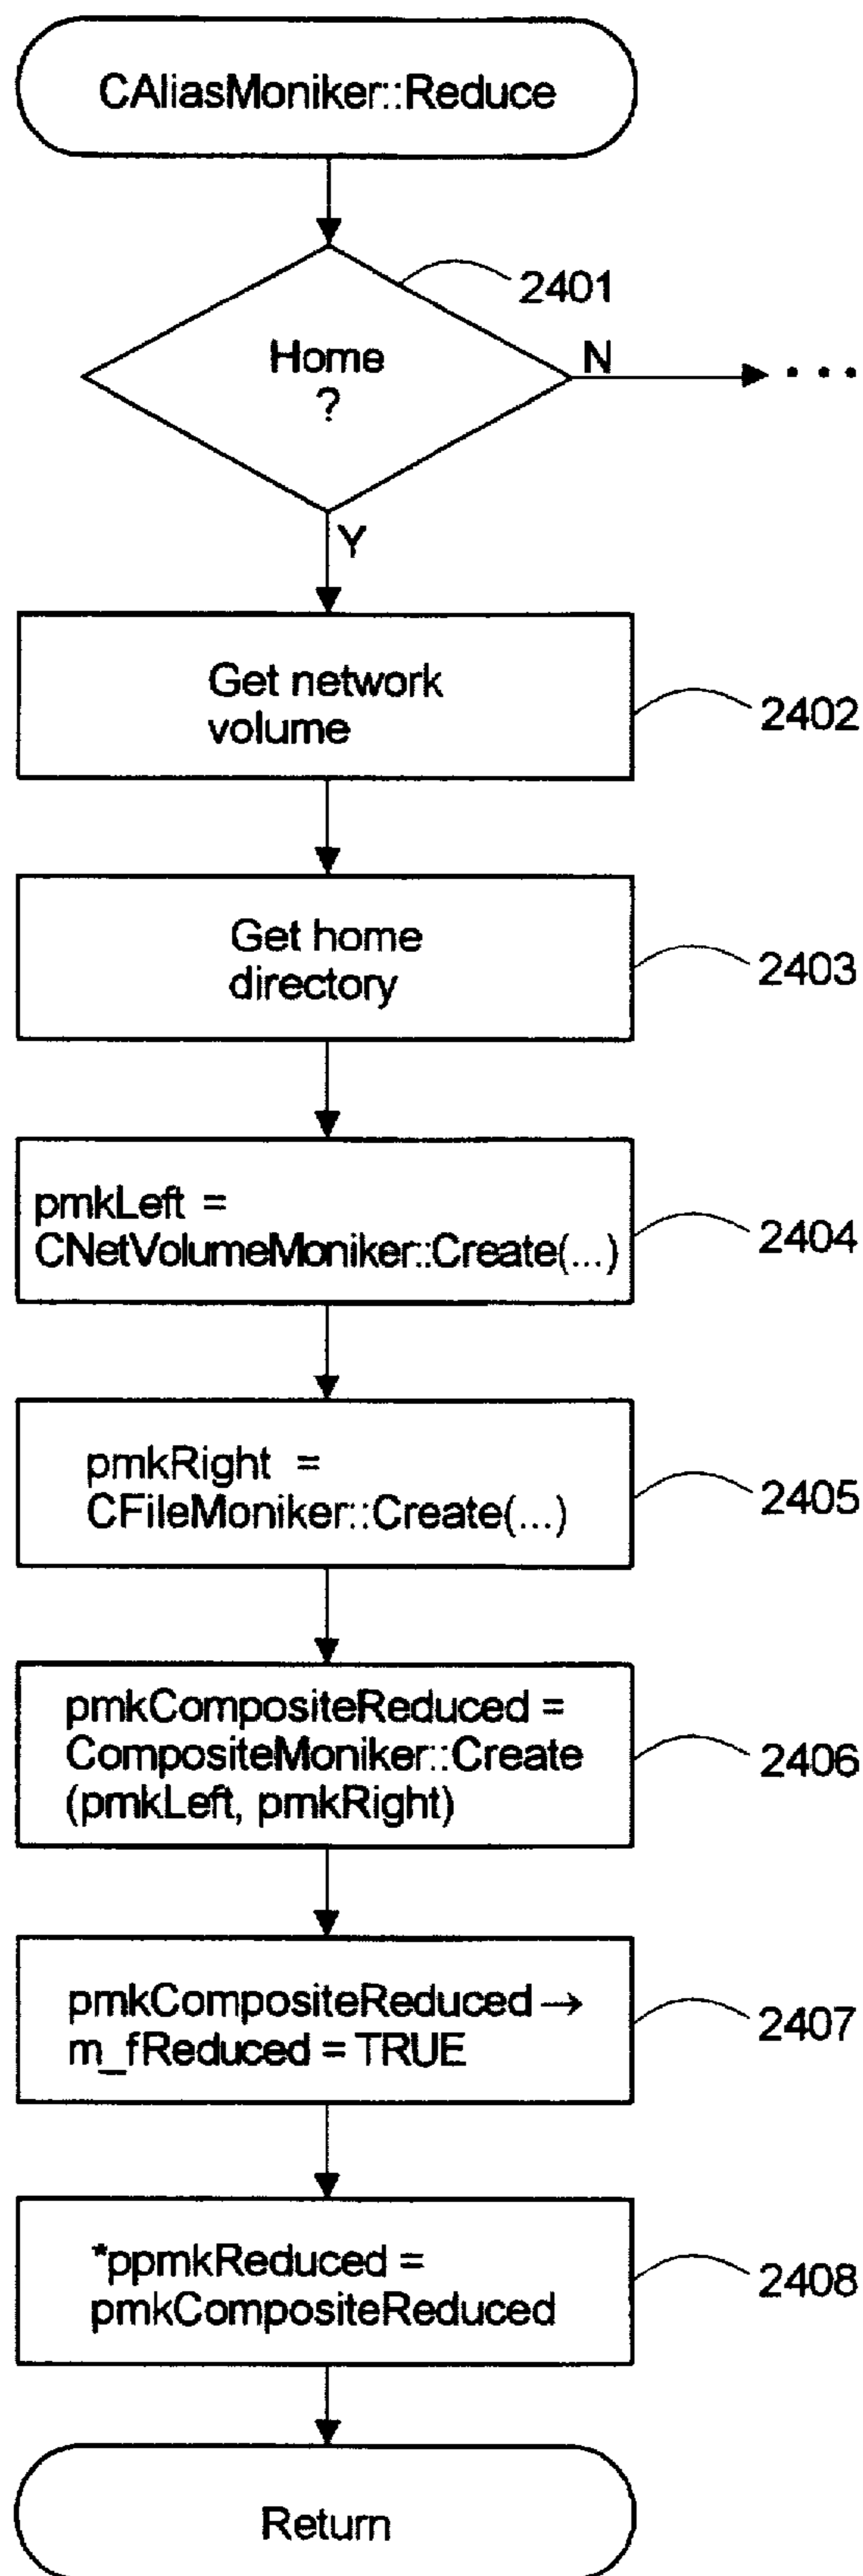 CAliasMoniker::Reduce
2401
Home
?
N
• • •
Y
Get network
volume
2402
Get home
directory
2403
pmkLeft =
CNetVolumeMoniker::Create(...)
2404
pmkRight =
CFileMoniker::Create(...)
2405
pmkCompositeReduced =
CompositeMoniker::Create
(pmkLeft, pmkRight)
2406
pmkCompositeReduced→
m_fReduced = TRUE
2407
*ppmkReduced =
pmkCompositeReduced
2408
Return